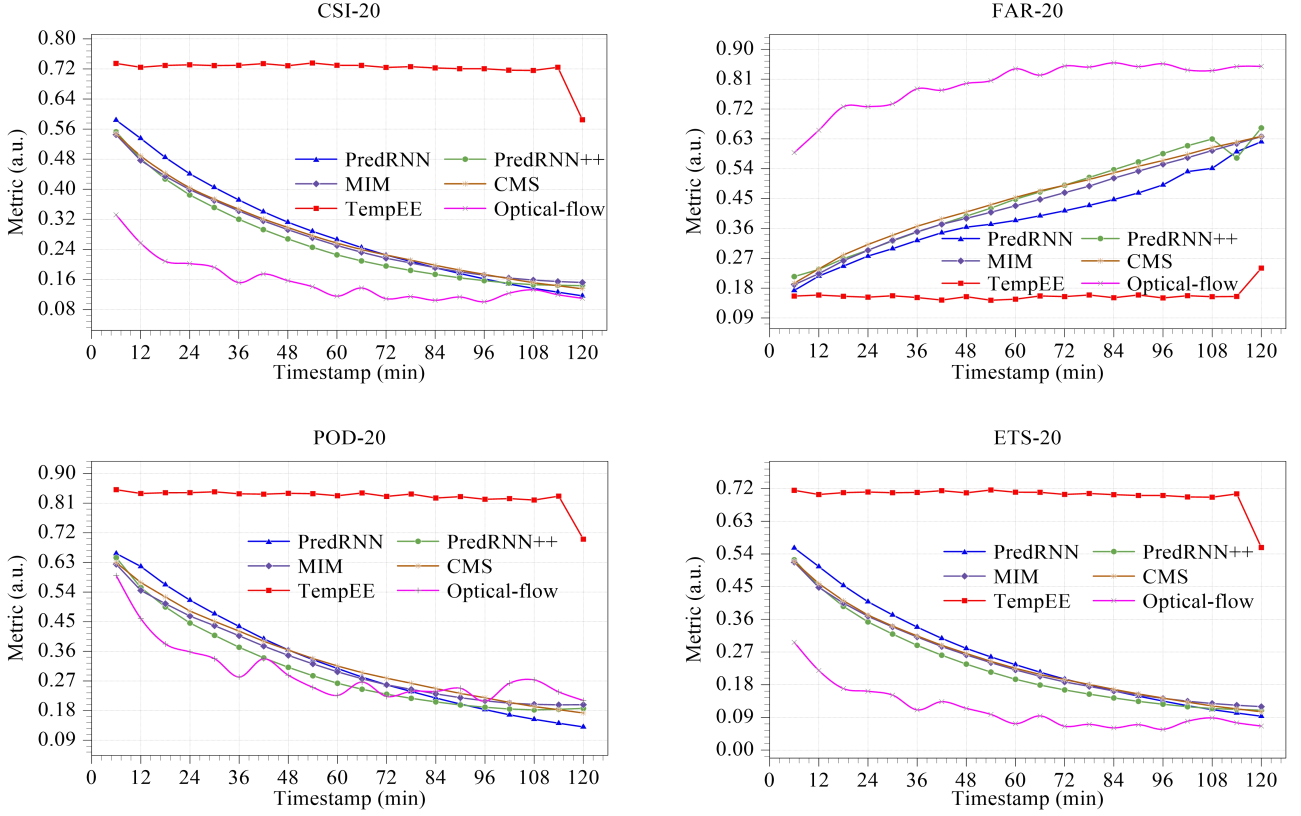 CSI-20
0.80
0.72
0.64
0.56
0.48
0.40
0.32
0.24
0.16
0.08
Metric (a.u.)
PredRNN PredRNN++
MIM CMS
TempEE Optical-flow
0 12 24 36 48 60 72 84 96 108 120
Timestamp (min)
FAR-20
0.90
0.81
0.72
0.63
0.54
0.45
0.36
0.27
0.18
0.09
Metric (a.u.)
PredRNN PredRNN++
MIM CMS
TempEE Optical-flow
0 12 24 36 48 60 72 84 96 108 120
Timestamp (min)
POD-20
0.90
0.81
0.72
0.63
0.54
0.45
0.36
0.27
0.18
0.09
Metric (a.u.)
PredRNN PredRNN++
MIM CMS
TempEE Optical-flow
0 12 24 36 48 60 72 84 96 108 120
Timestamp (min)
ETS-20
0.72
0.63
0.54
0.45
0.36
0.27
0.18
0.09
0.00
Metric (a.u.)
PredRNN PredRNN++
MIM CMS
TempEE Optical-flow
0 12 24 36 48 60 72 84 96 108 120
Timestamp (min)